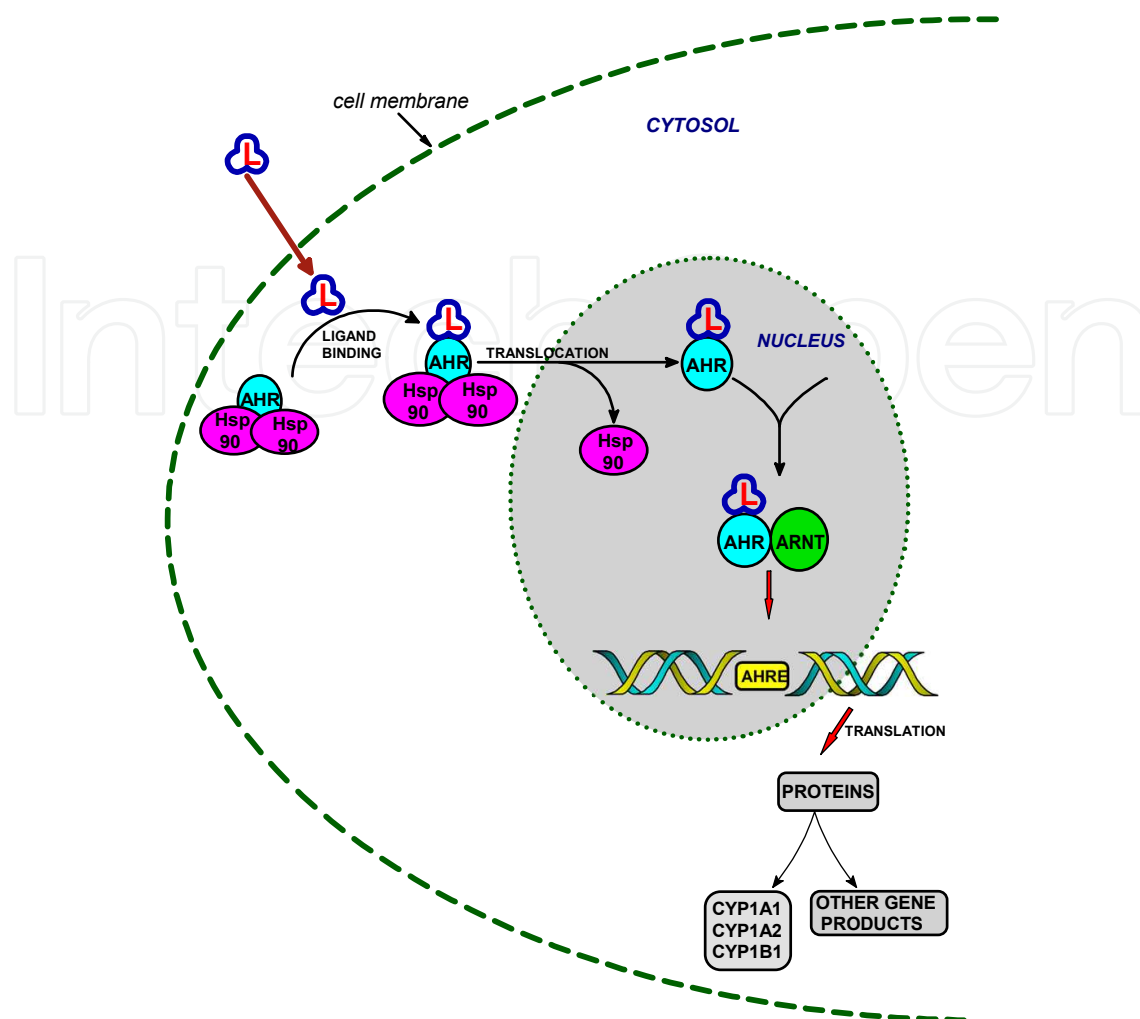 cell membrane
CYTOSOL
L
L
L
L
LIGAND
BINDING
AHR
TRANSLOCATION
AHR
NUCLEUS
AHR
Hsp
90
Hsp
90
Hsp
90
Hsp
90
Hsp
90
L
AHR
ARNT
AHRE
TRANSLATION
PROTEINS
CYP1A1
CYP1A2
CYP1B1
OTHER GENE
PRODUCTS
IntechOpen